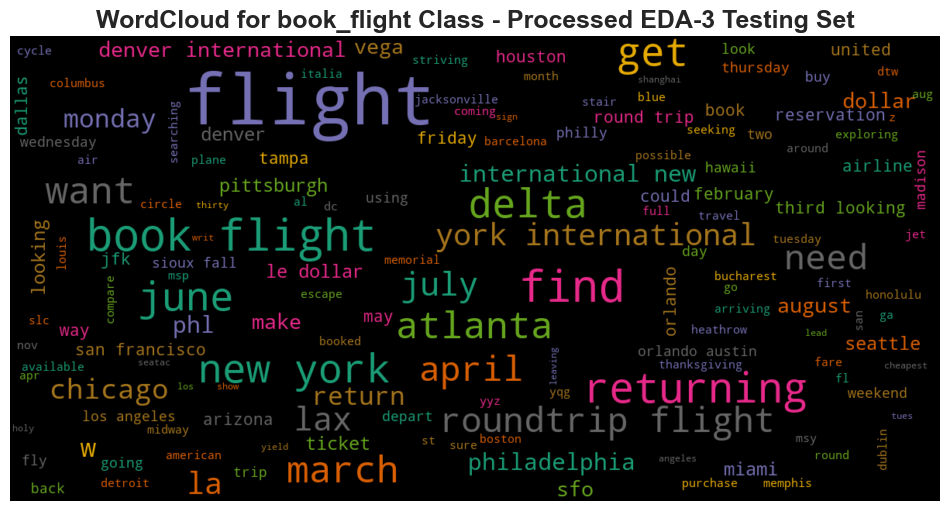 WordCloud for book_flight Class - Processed EDA-3 Testing Set
cycle
denver international
vega
striving
houston
get
look
united
columbus
flight
italia
month
shanghai
thursday
buy
dtw
dallas
monday
searching
jacksonville
coming
sign
stair
blue
round trip
book
dollar
reservation
z
aug
wednesday
denver
friday
barcelona
philly
seeking
two
exploring
air
plane
tampa
possible
around
want
pittsburgh
using
international new
hawaii
airline
madison
circle
thirty
al
dc
delta
could
full
february
travel
third looking
looking
louis
book flight
writ
york international
jet
jfk
sioux fall
memorial
day
tuesday
need
msp
le dollar
find
bucharest
go
first
compare
june
escape
july
orlando
arriving
august
honolulu
slc
way
phl
make
may
atlanta
heathrow
lead
san
ga
nov
san francisco
booked
orlando austin
seattle
available
seatac
new york
april
leaving
thanksgiving
fare
cheapest
apr
chicago
los
show
return
returning
fl
weekend
yqg
yyz
los angeles
arizona
lax
depart
roundtrip flight
tues
holy
midway
w
ticket
st
sure
boston
msy
round
dublin
fly
going
american
yield
trip
march
philadelphia
angeles
miami
back
detroit
la
sfo
purchase
memphis